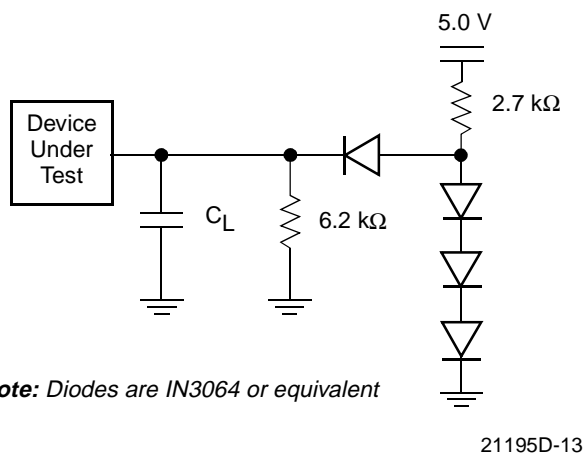 5.0 V
2.7 kΩ
Device
Under
Test
CL
6.2 kΩ
ote: Diodes are IN3064 or equivalent
21195D-13